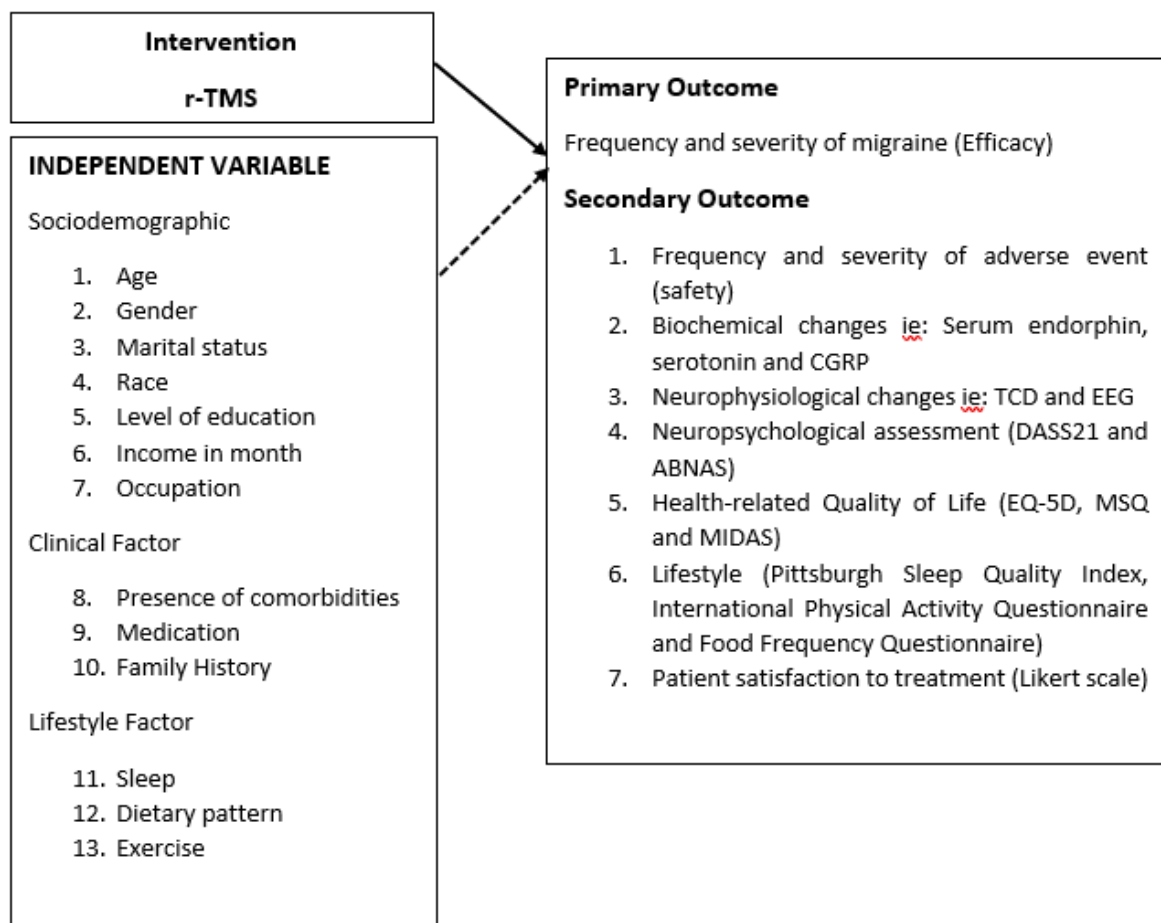 Intervention
r-TMS
INDEPENDENT VARIABLE
Sociodemographic
1. Age
2. Gender
3. Marital status
4. Race
5. Level of education
6. Income in month
7. Occupation
Clinical Factor
8. Presence of comorbidities
9. Medication
10. Family History
Lifestyle Factor
11. Sleep
12. Dietary pattern
13. Exercise
Primary Outcome
Frequency and severity of migraine (Efficacy)
Secondary Outcome
1. Frequency and severity of adverse event
(safety)
2. Biochemical changes ie: Serum endorphin,
serotonin and CGRP
3. Neurophysiological changes ie: TCD and EEG
4. Neuropsychological assessment (DASS21 and
ABNAS)
5. Health-related Quality of Life (EQ-5D, MSQ
and MIDAS)
6. Lifestyle (Pittsburgh Sleep Quality Index,
International Physical Activity Questionnaire
and Food Frequency Questionnaire)
7. Patient satisfaction to treatment (Likert scale)